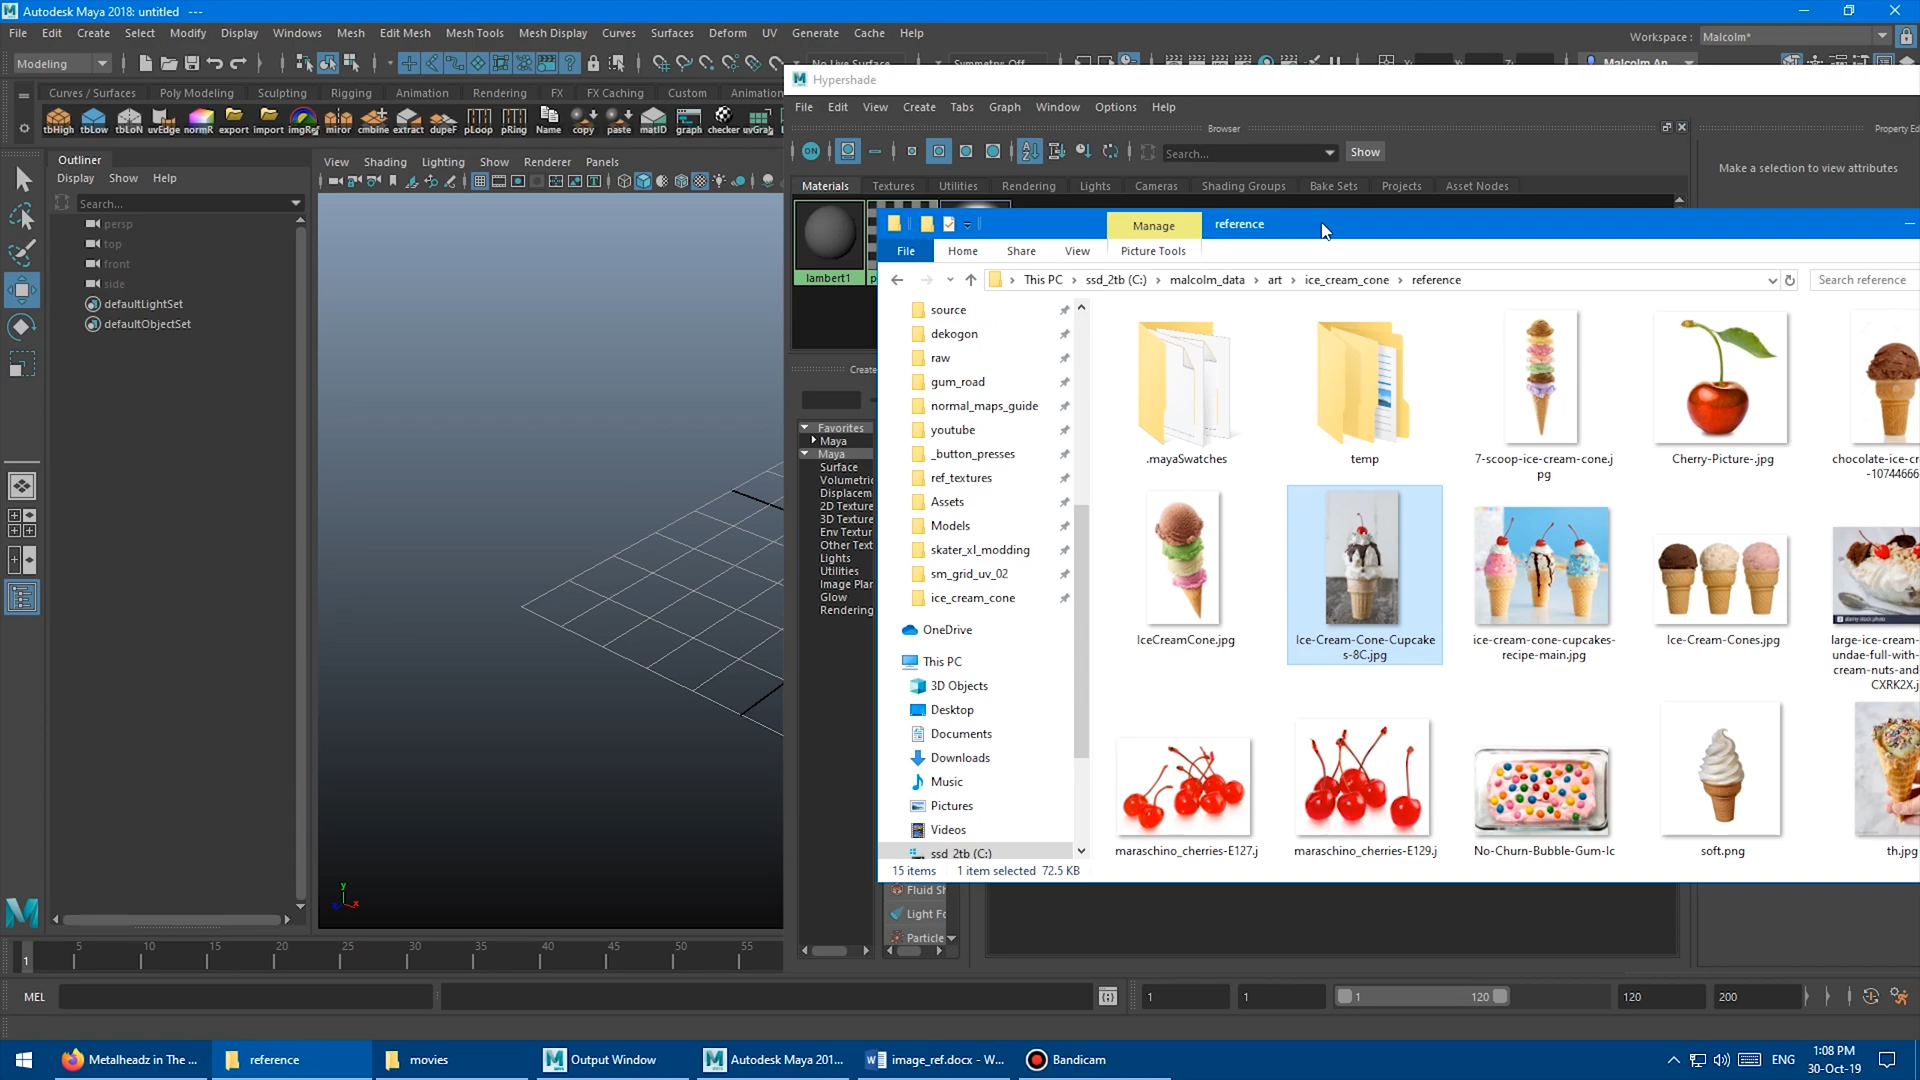 Autodesk Maya 2018: untitled   ---
File Edit Create Select Modify Display Windows Mesh Edit Mesh Mesh Tools Mesh Display Curves Surfaces Deform UV Generate Cache Help
Workspace : Malcolm*
Modeling
No Live Surface
Symmetry: Off
Malcolm An
Hypershade
Curves / Surfaces Poly Modeling Sculpting Rigging Animation Rendering FX FX Caching Custom Animation
File Edit View Create Tabs Graph Window Options Help
tbHigh tbLow tbLoN uvEdge normR export import imgRef mirror cmbine extract dupeF pLoop pRing Name copy paste matID graph checker uvGra
Browser
Property Ed
ON
Search...
Show
Make a selection to view attributes
Outliner
Display Show Help
Search...
View Shading Lighting Show Renderer Panels
Materials Textures Utilities Rendering Lights Cameras Shading Groups Bake Sets Projects Asset Nodes
persp
top
front
side
defaultLightSet
defaultObjectSet
lambert1
p
Create
Favorites
Maya
Maya
Surface
Volumetric
Displacem
2D Texture
3D Texture
Env Textur
Other Text
Lights
Utilities
Image Plan
Glow
Rendering
Manage
reference
File Home Share View Picture Tools
This PC > ssd_2tb (C:) > malcolm_data > art > ice_cream_cone > reference
Search reference
source
dekogon
raw
gum_road
normal_maps_guide
youtube
_button_presses
ref_textures
Assets
Models
skater_xl_modding
sm_grid_uv_02
ice_cream_cone
OneDrive
This PC
3D Objects
Desktop
Documents
Downloads
Music
Pictures
Videos
ssd_2tb (C:)
.mayaSwatches
temp
7-scoop-ice-cream-cone.j
pg
Cherry-Picture-.jpg
chocolate-ice-cr
-10744666
IceCreamCone.jpg
Ice-Cream-Cone-Cupcake
s-8C.jpg
ice-cream-cone-cupcakes-
recipe-main.jpg
Ice-Cream-Cones.jpg
large-ice-cream-
undae-full-with-
cream-nuts-and
CXRK2X.j
maraschino_cherries-E127.j
maraschino_cherries-E129.j
No-Churn-Bubble-Gum-Ic
soft.png
th.jpg
15 items 1 item selected 72.5 KB
Fluid Sh
Light Fo
Particle
y
x
5 10 15 20 25 30 35 40 45 50 55
1
MEL
1 1 1 120 120 200
Metalheadz in The ...
reference
movies
Output Window
Autodesk Maya 201...
image_ref.docx - W...
Bandicam
ENG
1:08 PM
30-Oct-19